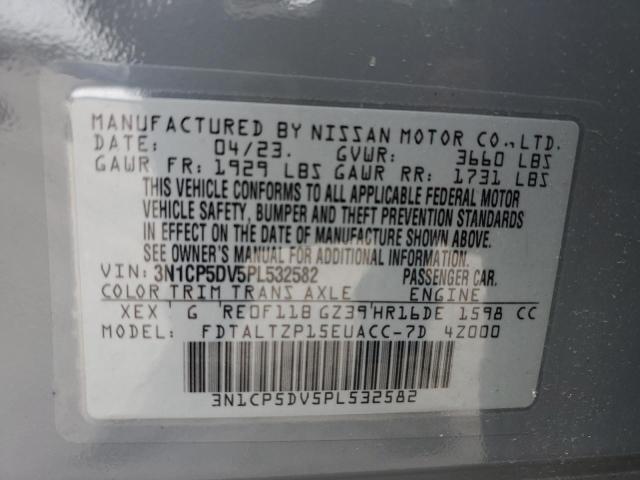 MANUFACTURED BY NISSAN MOTOR CO., LTD.
DATE: 04/23. GVWR: 3660 LBS
GAWR FR: 1929 LBS GAWR RR: 1731 LBS
THIS VEHICLE CONFORMS TO ALL APPLICABLE FEDERAL MOTOR
VEHICLE SAFETY, BUMPER AND THEFT PREVENTION STANDARDS
IN EFFECT ON THE DATE OF MANUFACTURE SHOWN ABOVE.
SEE OWNER'S MANUAL FOR ADDITIONAL INFORMATION.
VIN: 3N1CP5DV5PL532582 PASSENGER CAR.
COLOR TRIM TRANS AXLE ENGINE
XEX G RE0F11B GZ39 HR16DE 1598 CC
MODEL: FDTALTZP15EUACC-7D 4Z000
3N1CP5DV5PL532582